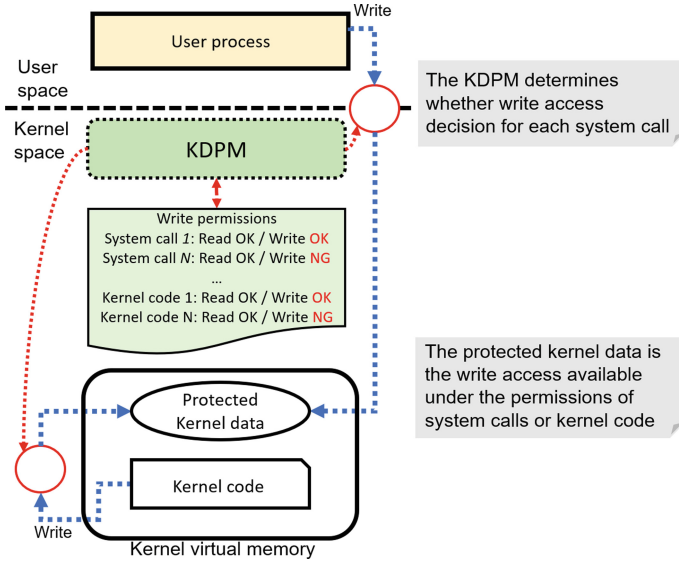 Write
User process
User
space
The KDPM determines
whether write access
decision for each system call
Kernel
space
KDPM
Write permissions
System call 1: Read OK / Write OK
System call N: Read OK / Write NG
...
Kernel code 1: Read OK / Write OK
Kernel code N: Read OK / Write NG
The protected kernel data is
the write access available
under the permissions of
system calls or kernel code
Protected
Kernel data
Kernel code
Write
Kernel virtual memory